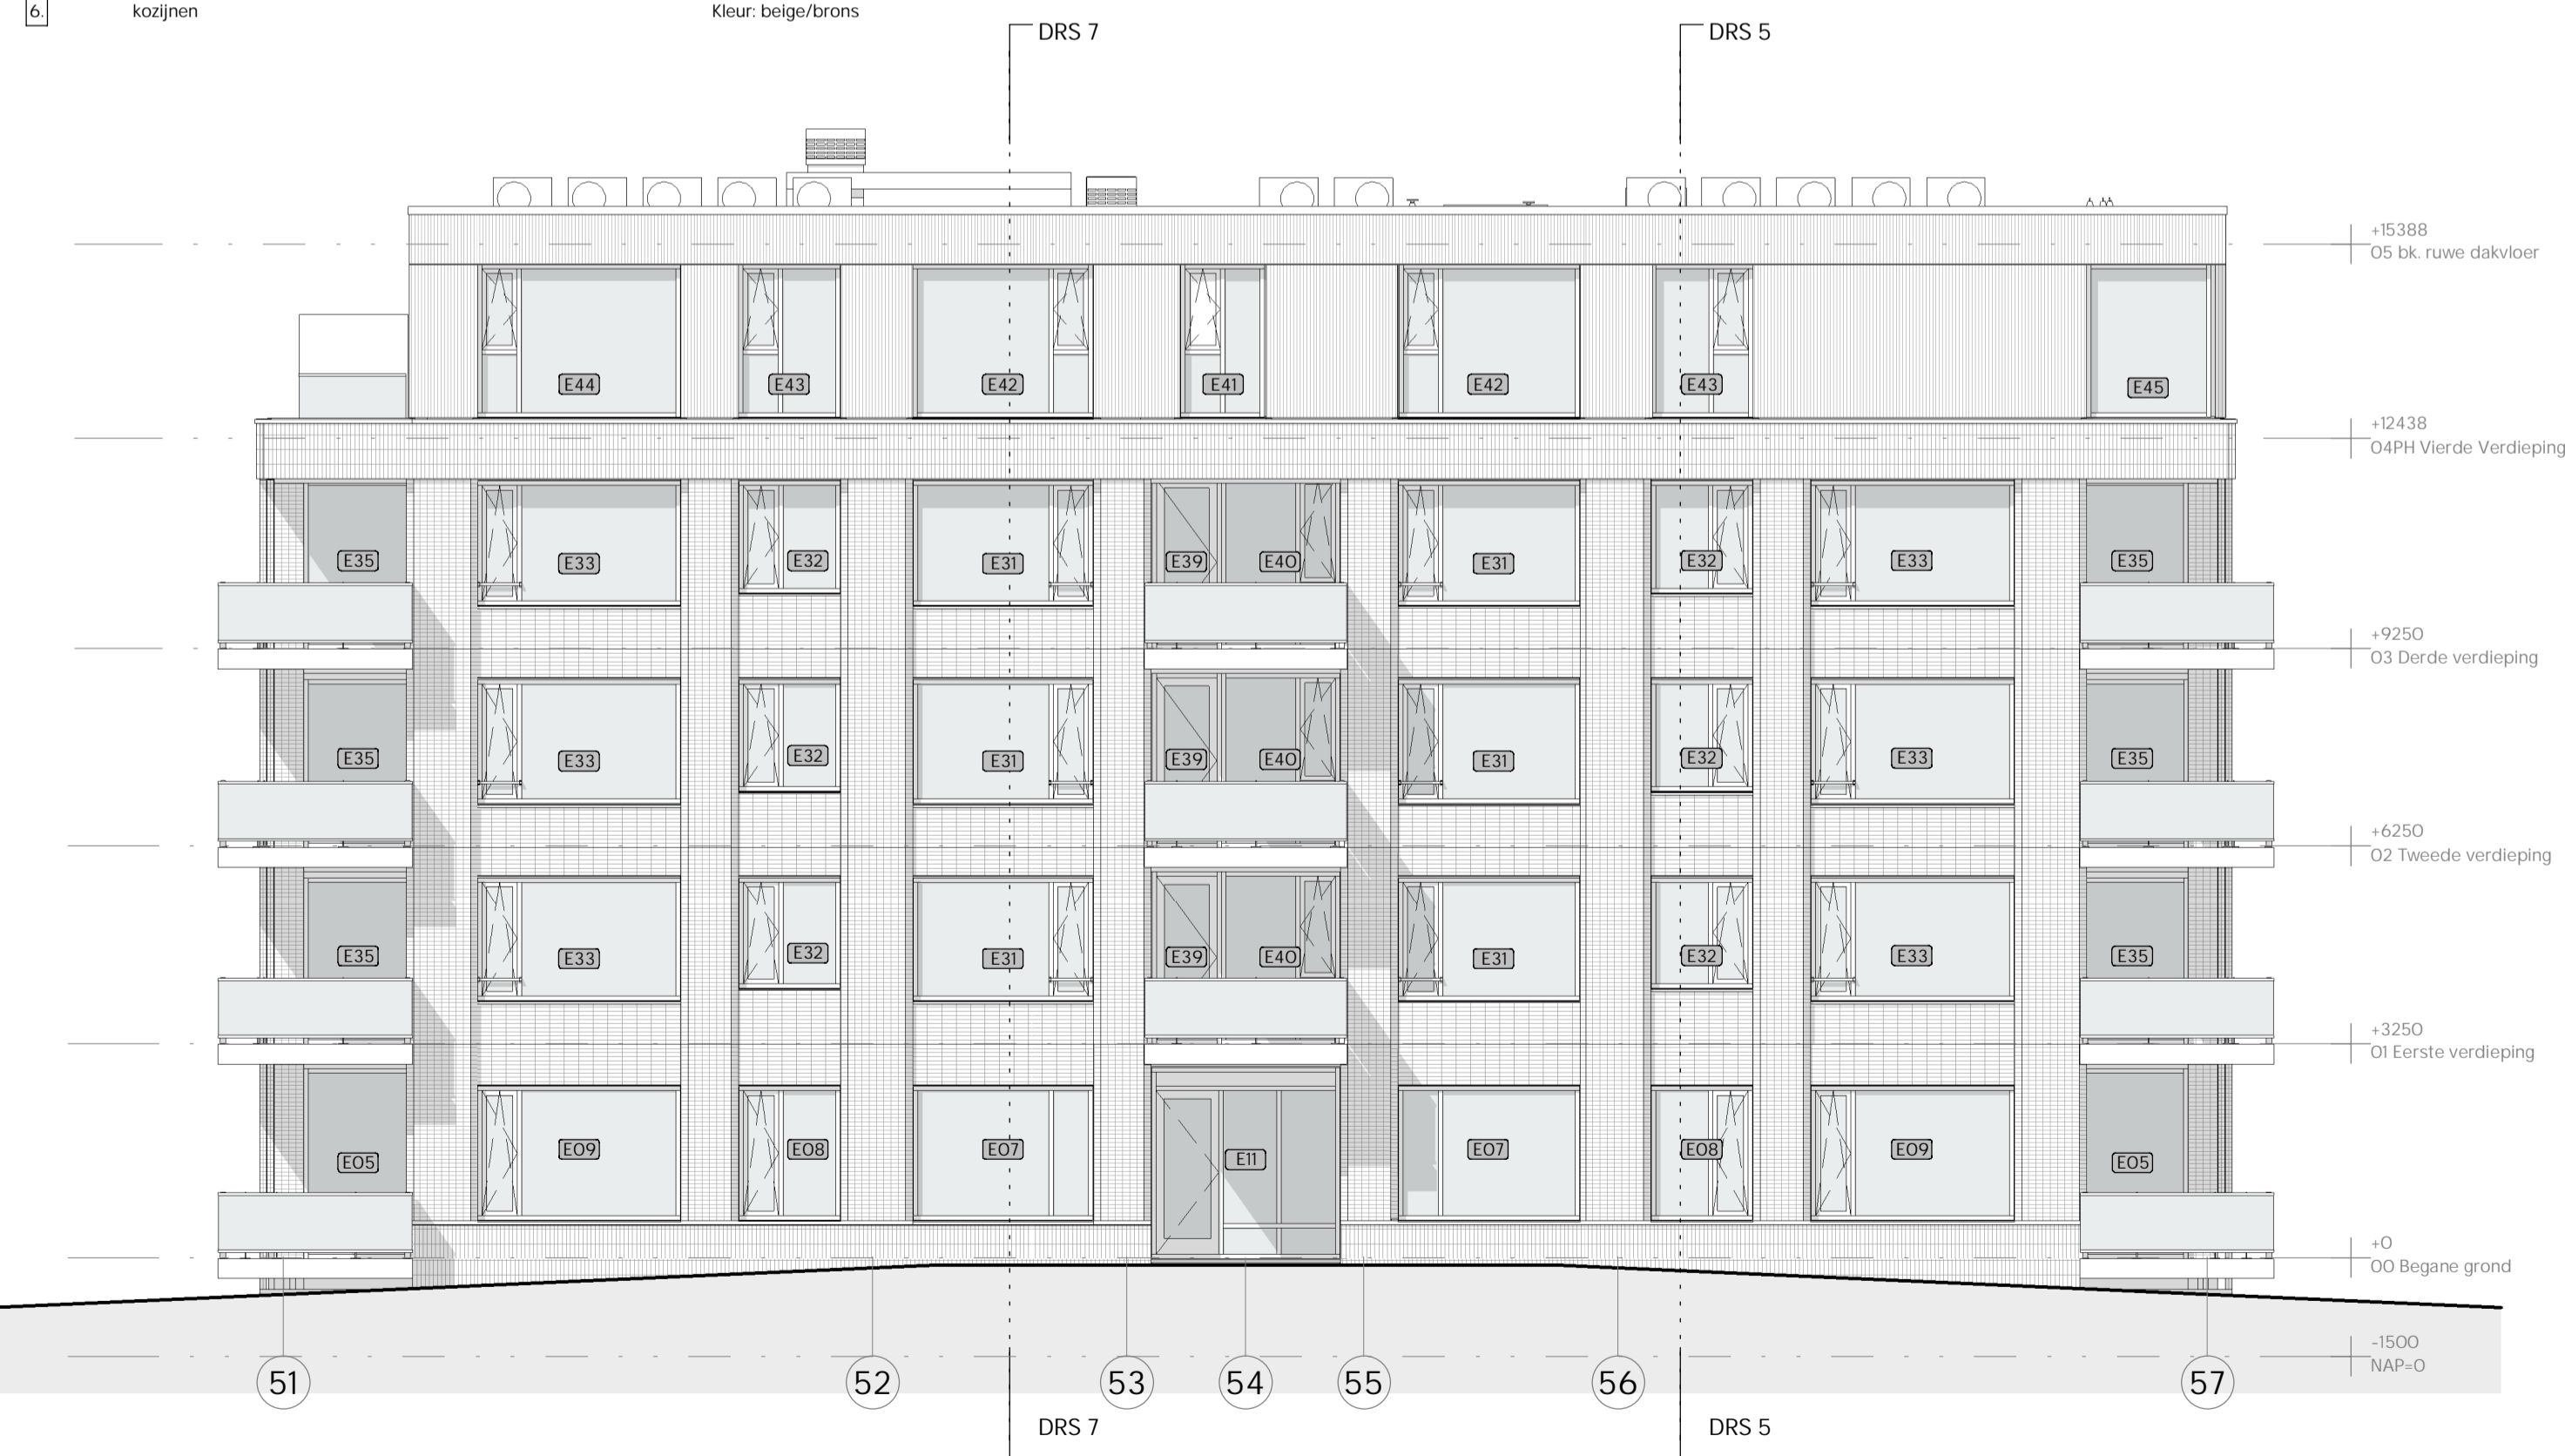 6. kozijnen Kleur: beige/brons
DRS 7 DRS 5
+15388
05 bk. ruwe dakvloer
E44 E43 E42 E41 E42 E43 E45
+12438
04PH Vierde Verdieping
E35 E33 E32 E31 E39 E40 E31 E32 E33 E35
+9250
03 Derde verdieping
E35 E33 E32 E31 E39 E40 E31 E32 E33 E35
+6250
02 Tweede verdieping
E35 E33 E32 E31 E39 E40 E31 E32 E33 E35
+3250
01 Eerste verdieping
E05 E09 E08 E07 E11 E07 E08 E09 E05
+0
00 Begane grond
-1500
NAP=0
51 52 53 54 55 56 57
DRS 7 DRS 5